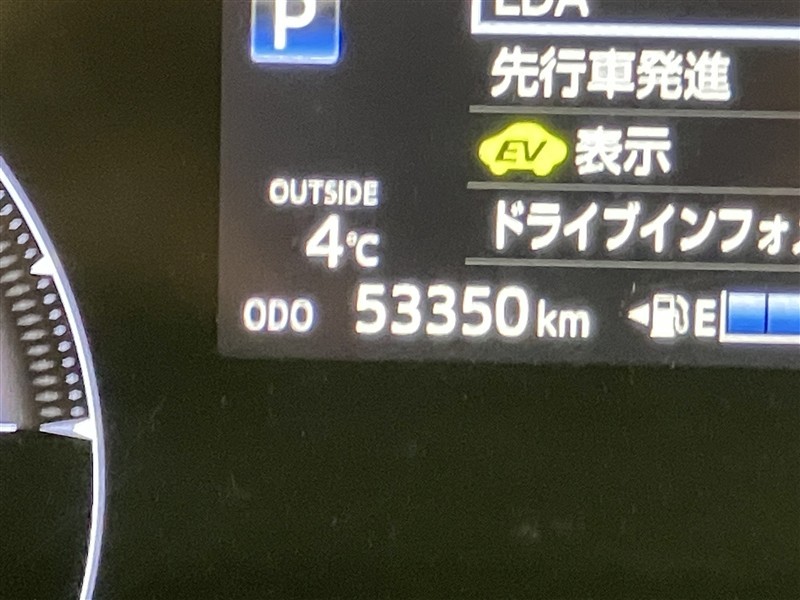 P
LDA
先行車発進
EV 表示
OUTSIDE
4℃
ドライブインフォ
ODO 53350 km
E